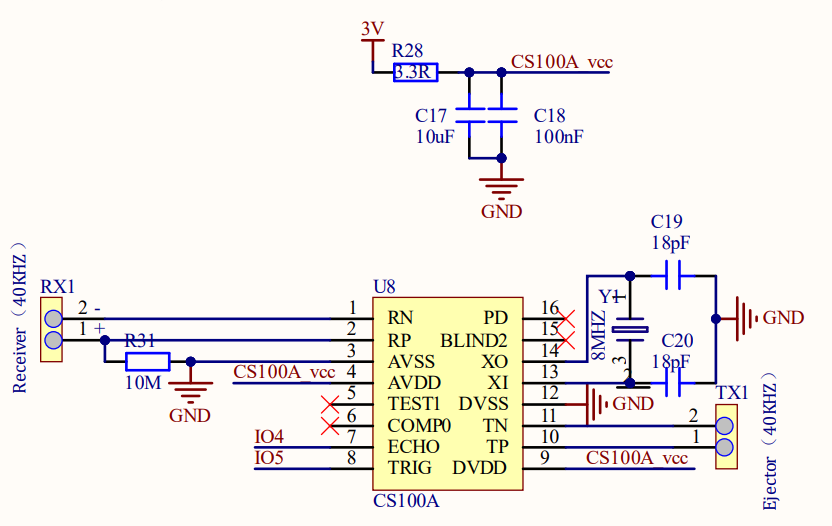 3V
R28
3.3R
CS100A_vcc
C17
10uF
C18
100nF
GND
C19
18pF
Receiver（40KHZ）
RX1
2 -
1 +
R31
10M
GND
CS100A_vcc
IO4
IO5
U8
1 RN
2 RP
3 AVSS
4 AVDD
5 TEST1
6 COMP0
7 ECHO
8 TRIG
PD 16
BLIND2 15
XO 14
XI 13
DVSS 12
TN 11
TP 10
DVDD 9
CS100A
Y1
1
8MHZ
3
C20
18pF
GND
GND
TX1
2
1
CS100A_vcc
Ejector（40KHZ）